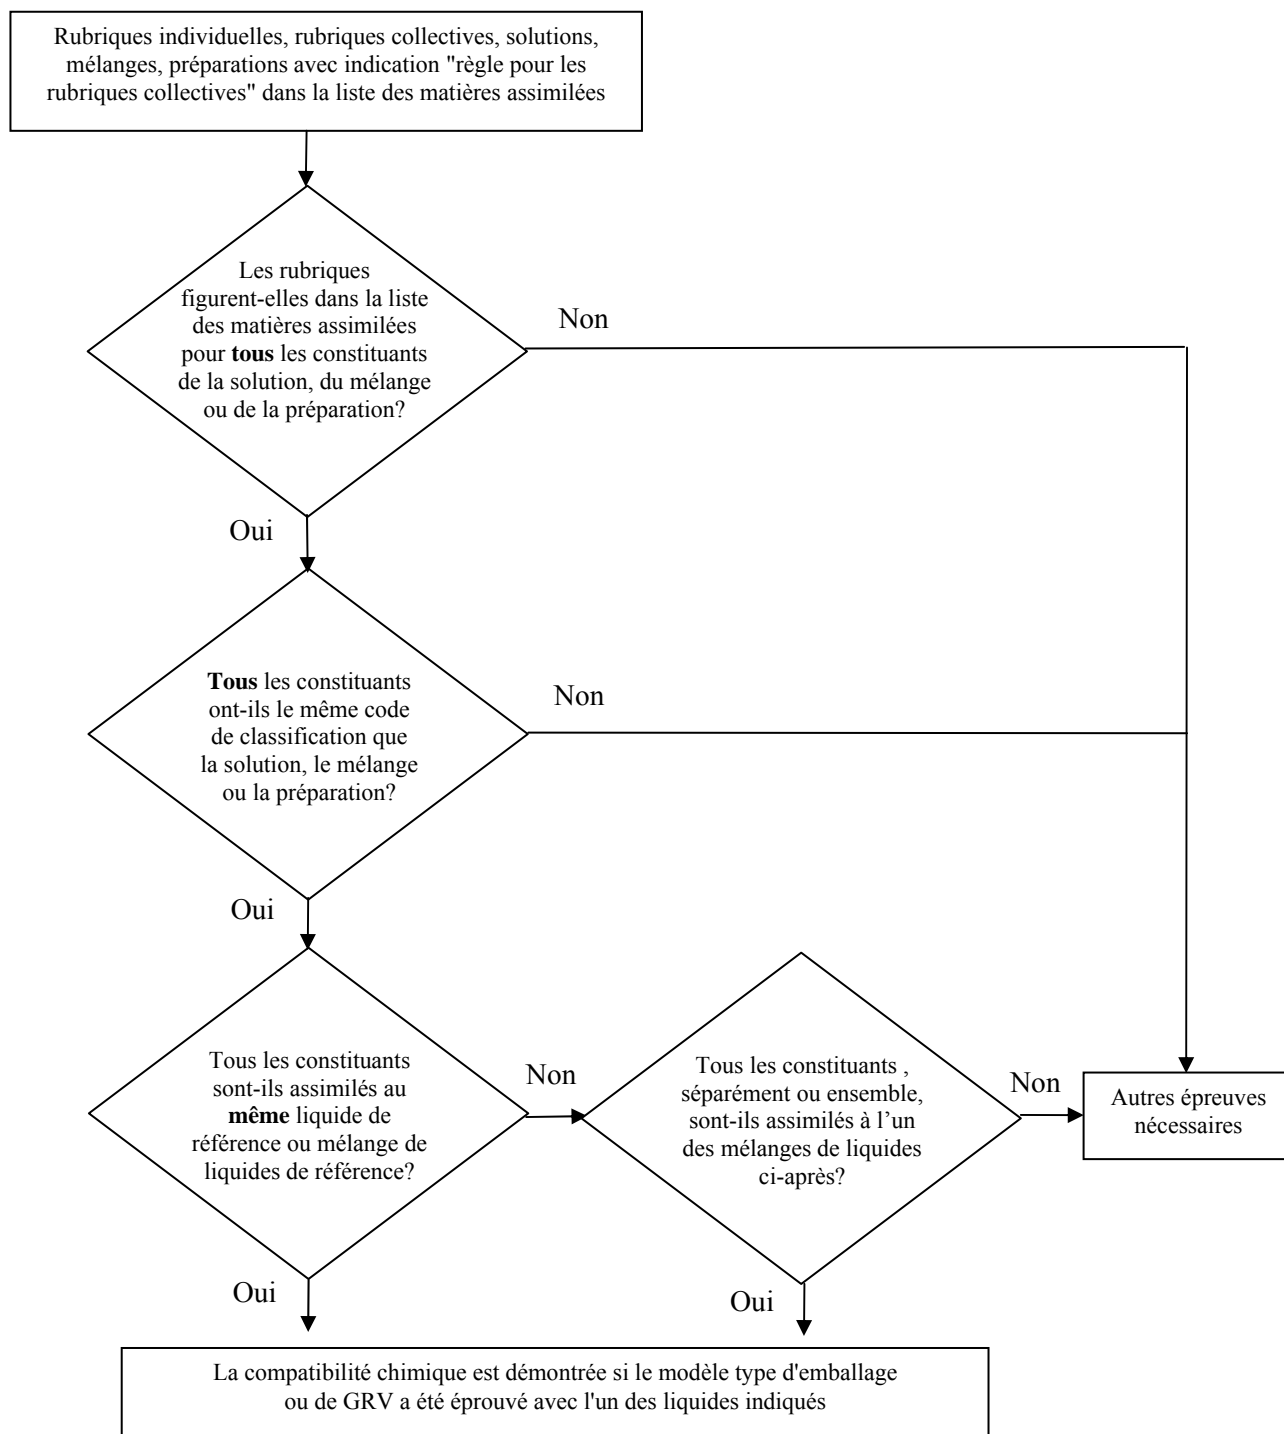 Rubriques individuelles, rubriques collectives, solutions,
mélanges, préparations avec indication "règle pour les
rubriques collectives" dans la liste des matières assimilées
Les rubriques
figurent-elles dans la liste
des matières assimilées
pour tous les constituants
de la solution, du mélange
ou de la préparation?
Non
Oui
Tous les constituants
ont-ils le même code
de classification que
la solution, le mélange
ou la préparation?
Non
Oui
Tous les constituants
sont-ils assimilés au
même liquide de
référence ou mélange de
liquides de référence?
Non
Tous les constituants ,
séparément ou ensemble,
sont-ils assimilés à l’un
des mélanges de liquides
ci-après?
Non
Autres épreuves
nécessaires
Oui
Oui
La compatibilité chimique est démontrée si le modèle type d'emballage
ou de GRV a été éprouvé avec l'un des liquides indiqués